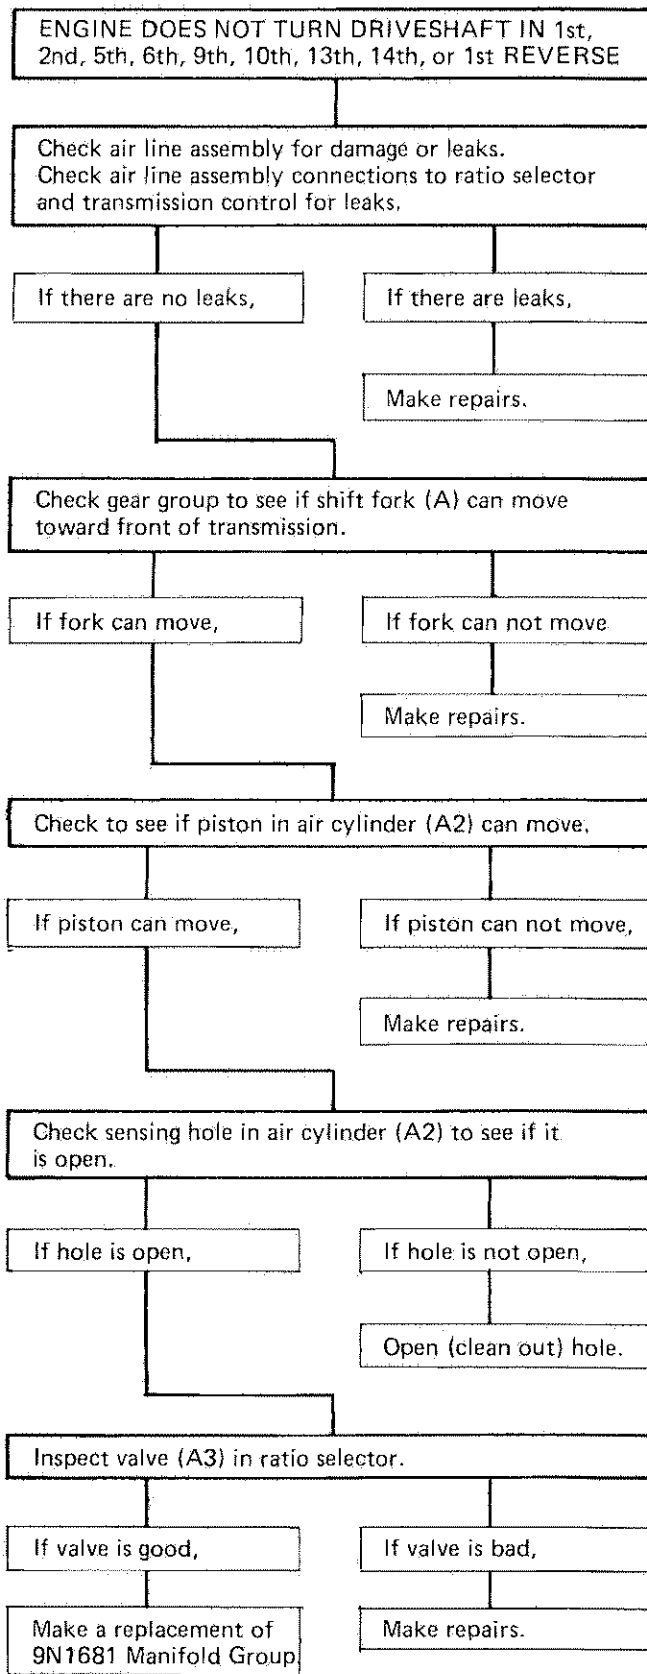 ENGINE DOES NOT TURN DRIVESHAFT IN 1st,
2nd, 5th, 6th, 9th, 10th, 13th, 14th, or 1st REVERSE
Check air line assembly for damage or leaks.
Check air line assembly connections to ratio selector
and transmission control for leaks.
If there are no leaks,
If there are leaks,
Make repairs.
Check gear group to see if shift fork (A) can move
toward front of transmission.
If fork can move,
If fork can not move
Make repairs.
Check to see if piston in air cylinder (A2) can move.
If piston can move,
If piston can not move,
Make repairs.
Check sensing hole in air cylinder (A2) to see if it
is open.
If hole is open,
If hole is not open,
Open (clean out) hole.
Inspect valve (A3) in ratio selector.
If valve is good,
If valve is bad,
Make a replacement of
9N1681 Manifold Group
Make repairs.